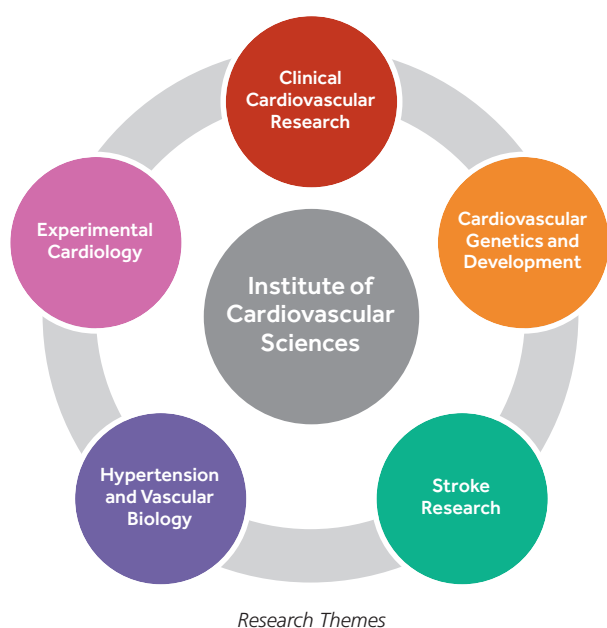 Clinical
Cardiovascular
Research
Experimental
Cardiology
Cardiovascular
Genetics and
Development
Institute of
Cardiovascular
Sciences
Hypertension
and Vascular
Biology
Stroke
Research
Research Themes